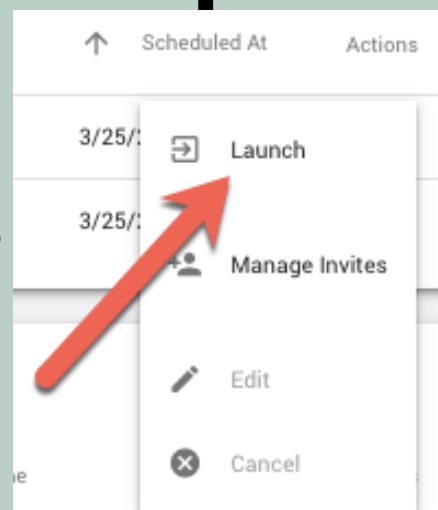 Scheduled At Actions
3/25/
Launch
3/25/
Manage Invites
Edit
Cancel